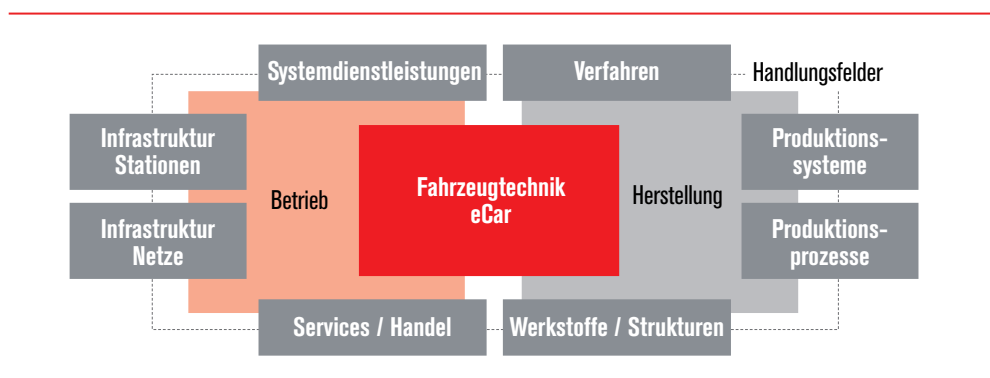 Systemdienstleistungen
Verfahren
Handlungsfelder
Infrastruktur
Stationen
Produktions-
systeme
Betrieb
Fahrzeugtechnik
eCar
Herstellung
Infrastruktur
Netze
Produktions-
prozesse
Services / Handel
Werkstoffe / Strukturen